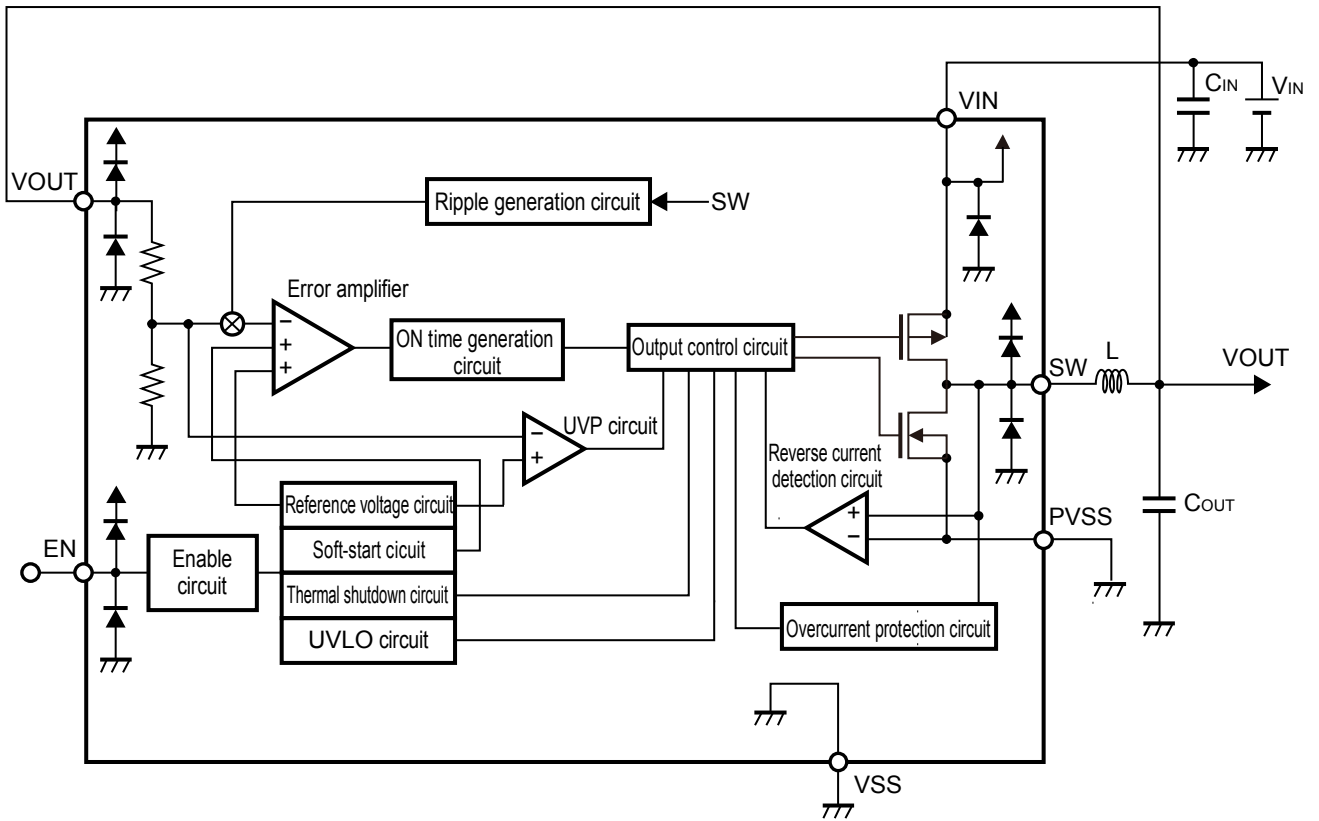 CIN
VIN
VIN
VOUT
Ripple generation circuit
SW
Error amplifier
−
+
+
ON time generation
circuit
Output control circuit
SW
L
VOUT
UVP circuit
−
+
Reverse current
detection circuit
Reference voltage circuit
+
−
COUT
PVSS
EN
Enable
circuit
Soft-start cicuit
Thermal shutdown circuit
UVLO circuit
Overcurrent protection circuit
VSS